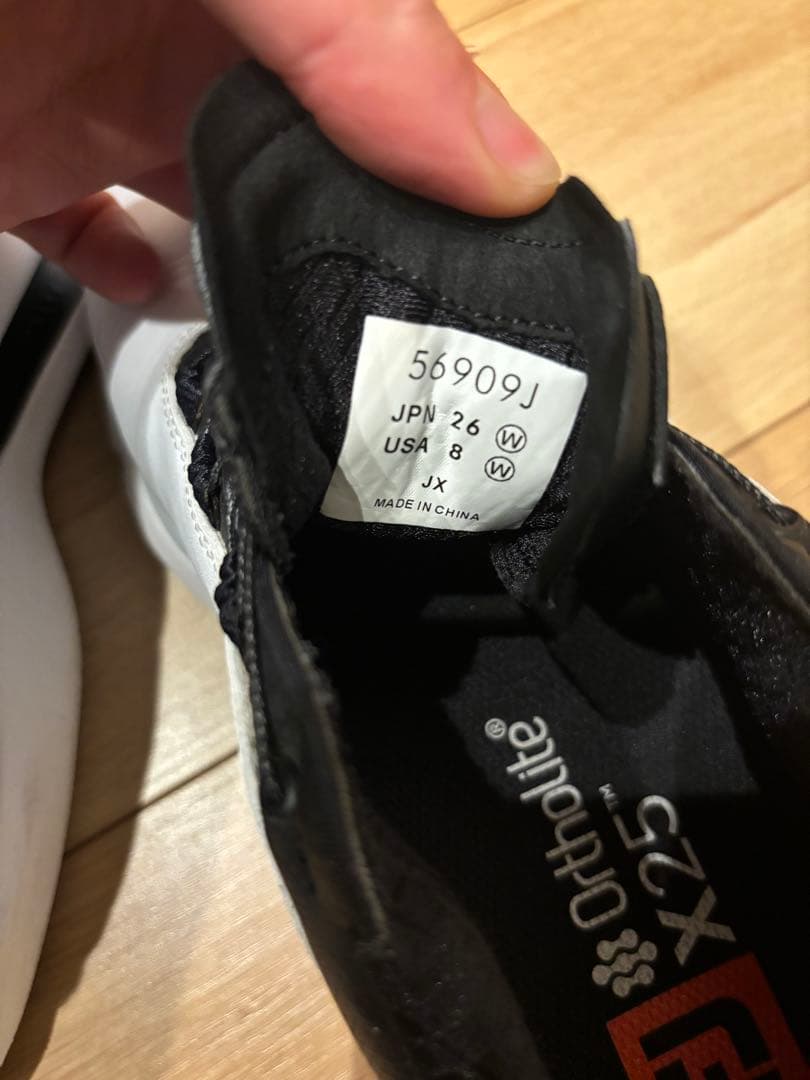 56909J
JPN 26 Ⓦ
USA 8 Ⓦ
JX
MADE IN CHINA
Ortholite®
X25™